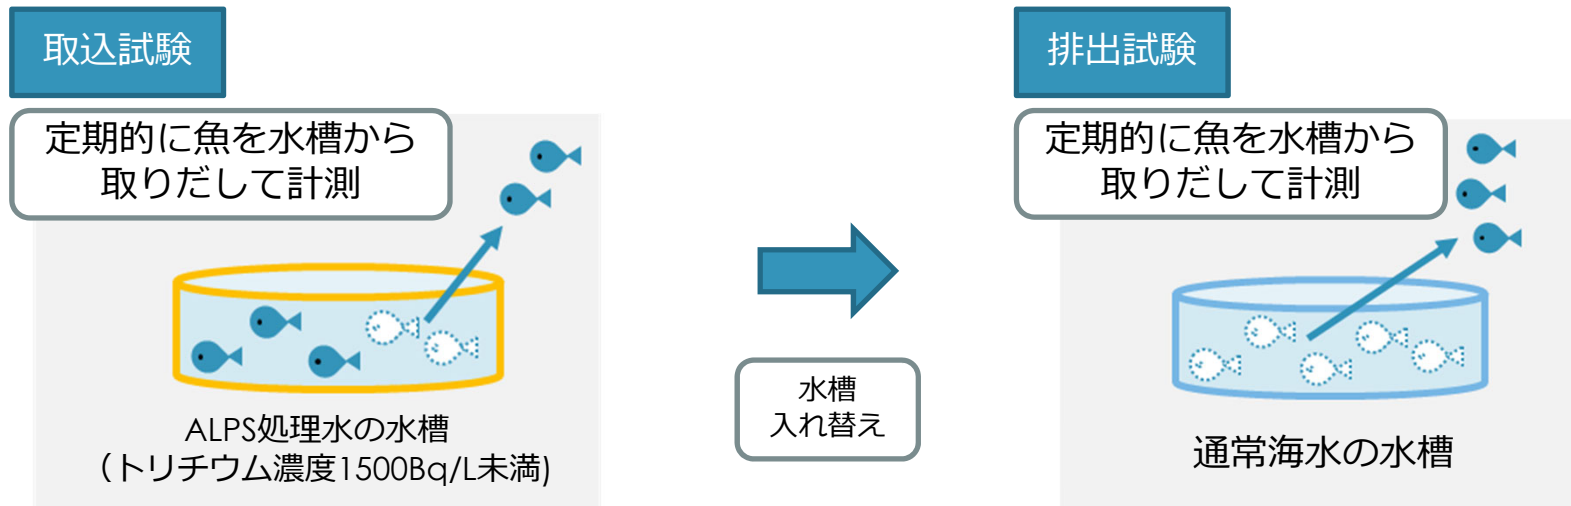 取込試験
定期的に魚を水槽から
取りだして計測
ALPS処理水の水槽
（トリチウム濃度1500Bq/L未満)
水槽
入れ替え
排出試験
定期的に魚を水槽から
取りだして計測
通常海水の水槽